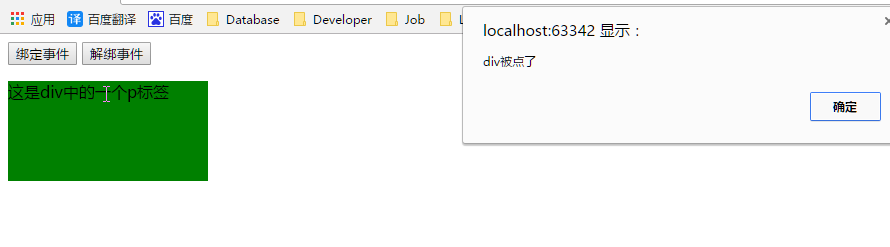 应用 译 百度翻译 百度 Database Developer Job L
localhost:63342 显示：
div被点了
确定
绑定事件 解绑事件
这是div中的一个p标签